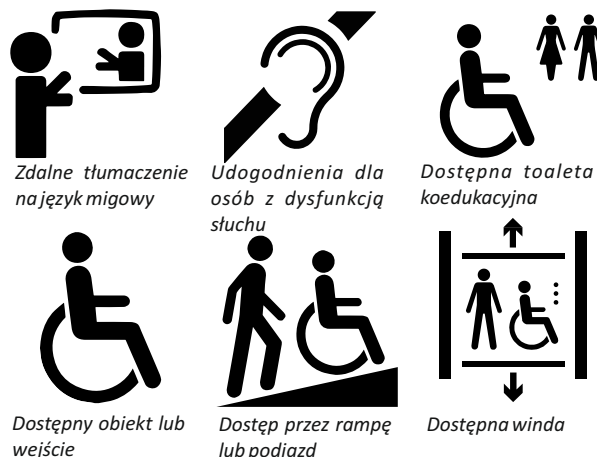 Zdalne tłumaczenie
na język migowy
Udogodnienia dla
osób z dysfunkcją
słuchu
Dostępna toaleta
koedukacyjna
Dostępny obiekt lub
wejście
Dostęp przez rampę
lub podjazd
Dostępna winda